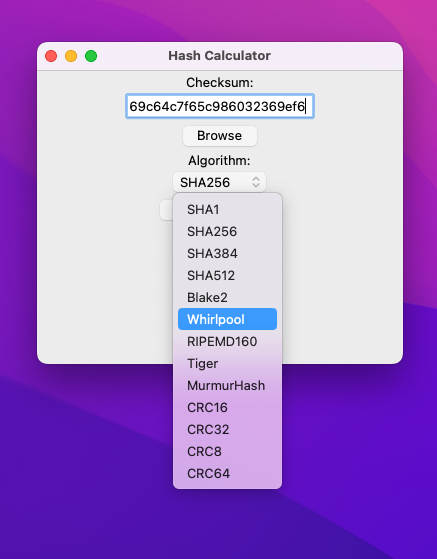 Hash Calculator
Checksum:
69c64c7f65c986032369ef6
Browse
Algorithm:
SHA256
SHA1
SHA256
SHA384
SHA512
Blake2
Whirlpool
RIPEMD160
Tiger
MurmurHash
CRC16
CRC32
CRC8
CRC64